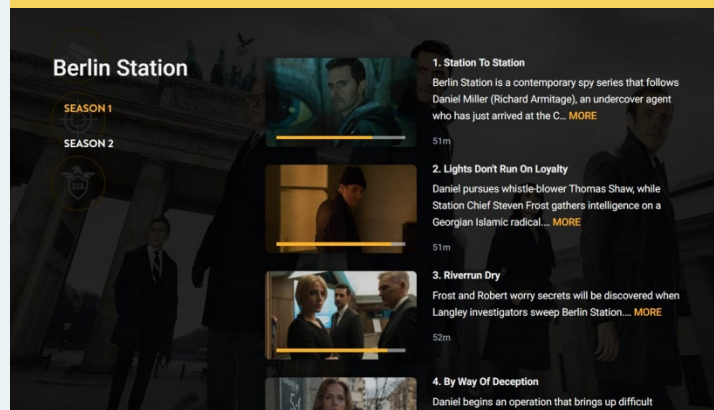 Berlin Station
SEASON 1
SEASON 2
CIA
1. Station To Station
Berlin Station is a contemporary spy series that follows
Daniel Miller (Richard Armitage), an undercover agent
who has just arrived at the C... MORE
51m
2. Lights Don't Run On Loyalty
Daniel pursues whistle-blower Thomas Shaw, while
Station Chief Steven Frost gathers intelligence on a
Georgian Islamic radical.... MORE
51m
3. Riverrun Dry
Frost and Robert worry secrets will be discovered when
Langley investigators sweep Berlin Station.... MORE
52m
4. By Way Of Deception
Daniel begins an operation that brings up difficult